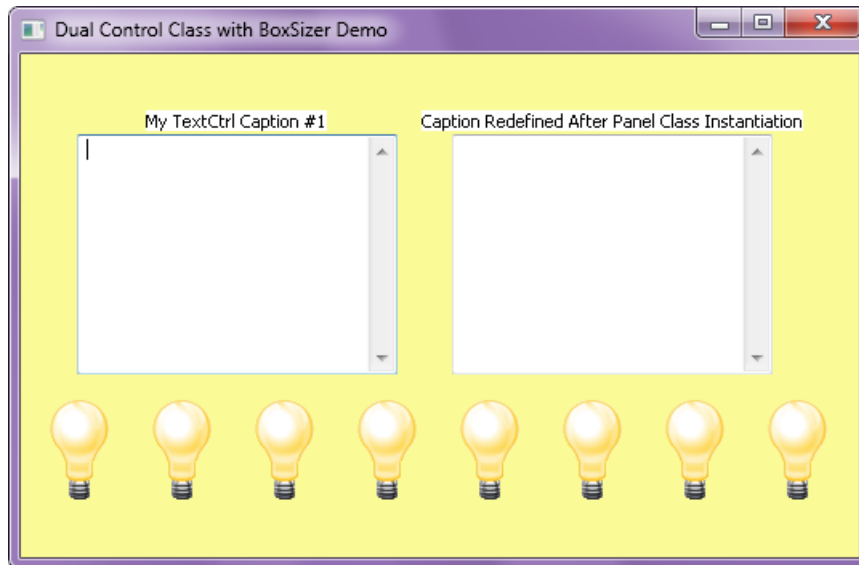 Dual Control Class with BoxSizer Demo
My TextCtrl Caption #1
Caption Redefined After Panel Class Instantiation